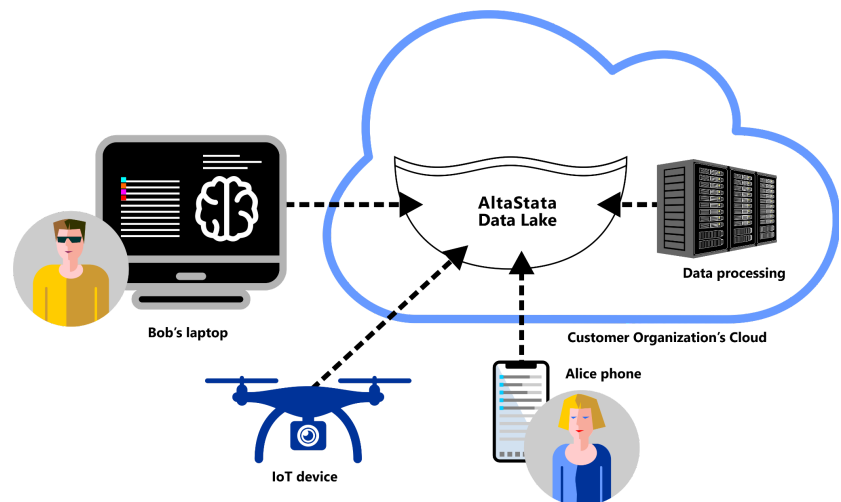 AltaStata
Data Lake
Data processing
Bob's laptop
Customer Organization's Cloud
Alice phone
IoT device